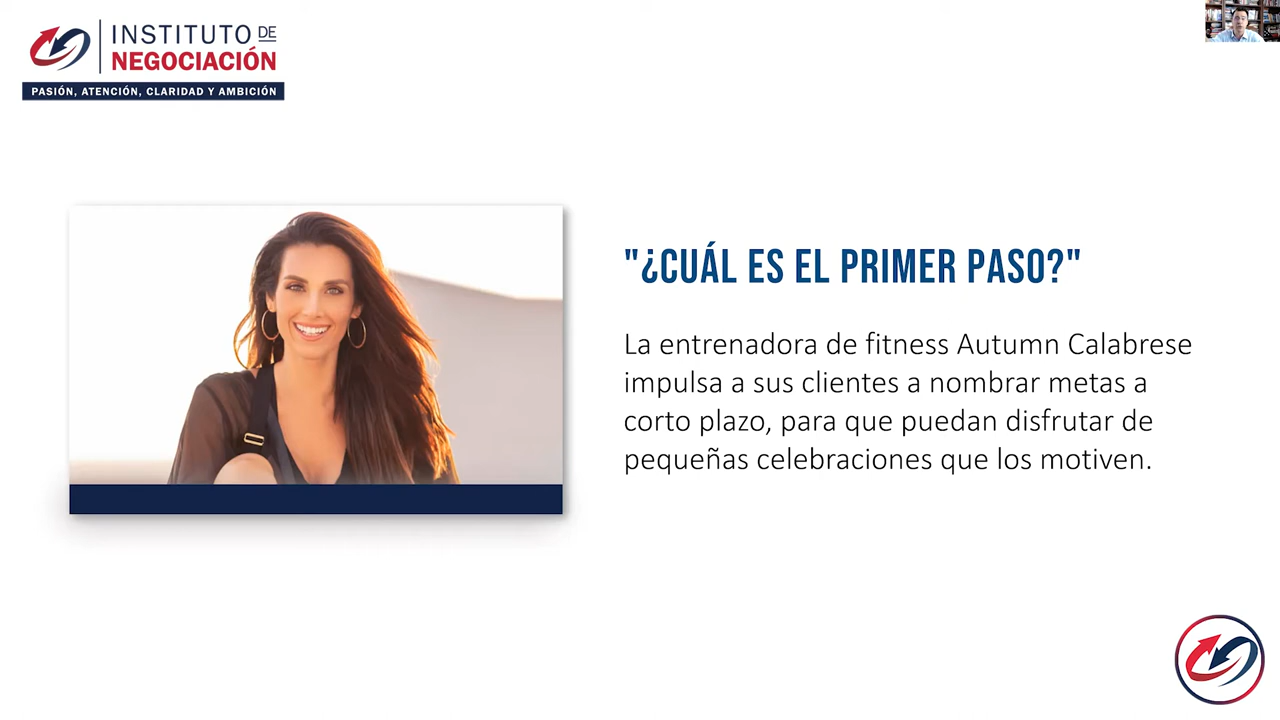 INSTITUTO DE
NEGOCIACIÓN
PASIÓN, ATENCIÓN, CLARIDAD Y AMBICIÓN
"¿CUÁL ES EL PRIMER PASO?"
La entrenadora de fitness Autumn Calabrese
impulsa a sus clientes a nombrar metas a
corto plazo, para que puedan disfrutar de
pequeñas celebraciones que los motiven.